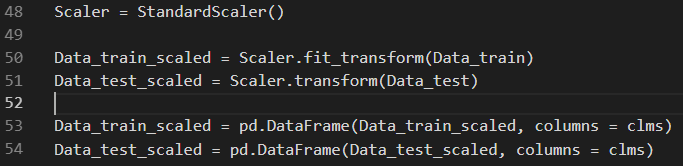 48 Scaler = StandardScaler()
49
50 Data_train_scaled = Scaler.fit_transform(Data_train)
51 Data_test_scaled = Scaler.transform(Data_test)
52
53 Data_train_scaled = pd.DataFrame(Data_train_scaled, columns = clms)
54 Data_test_scaled = pd.DataFrame(Data_test_scaled, columns = clms)